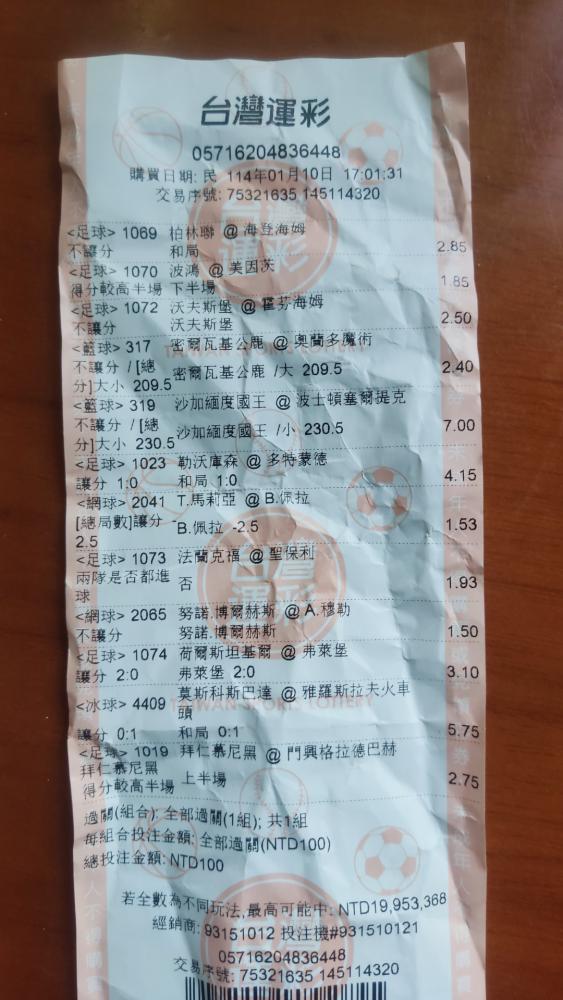 台灣運彩
05716204836448
購買日期: 民 114年01月10日 17:01:31
交易序號: 75321635 145114320
<足球> 1069 柏林聯 @ 海登海姆
不讓分 和局 2.85
<足球> 1070 波鴻 @ 美因茨
得分較高半場 下半場 1.85
<足球> 1072 沃夫斯堡 @ 霍芬海姆
不讓分 沃夫斯堡 2.50
<籃球> 317 密爾瓦基公鹿 @ 奧蘭多魔術
不讓分 / [總
分]大小 209.5 密爾瓦基公鹿 /大 209.5 2.40
<籃球> 319 沙加緬度國王 @ 波士頓塞爾提克
不讓分 / [總
分]大小 230.5 沙加緬度國王 /小 230.5 7.00
<足球> 1023 勒沃庫森 @ 多特蒙德
讓分 1:0 和局 1:0 4.15
<網球> 2041 T.馬莉亞 @ B.佩拉
[總局數]讓分 -
2.5 B.佩拉 -2.5 1.53
<足球> 1073 法蘭克福 @ 聖保利
兩隊是否都進
球 否 1.93
<網球> 2065 努諾.博爾赫斯 @ A.穆勒
不讓分 努諾.博爾赫斯 1.50
<足球> 1074 荷爾斯坦基爾 @ 弗萊堡
讓分 2:0 弗萊堡 2:0 3.10
<冰球> 4409 莫斯科斯巴達 @ 雅羅斯拉夫火車
頭
讓分 0:1 和局 0:1 5.75
<足球> 1019 拜仁慕尼黑 @ 門興格拉德巴赫
拜仁慕尼黑
得分較高半場 上半場 2.75
過關(組合): 全部過關(1組); 共1組
每組合投注金額: 全部過關(NTD100)
總投注金額: NTD100
若全數為不同玩法,最高可能中: NTD19,953,368
經銷商: 93151012 投注機#931510121
05716204836448
交易序號: 75321635 145114320
台灣運彩
TAIWAN SPORTS LOTTERY
台灣運彩
TAIWAN SPORTS LOTTERY